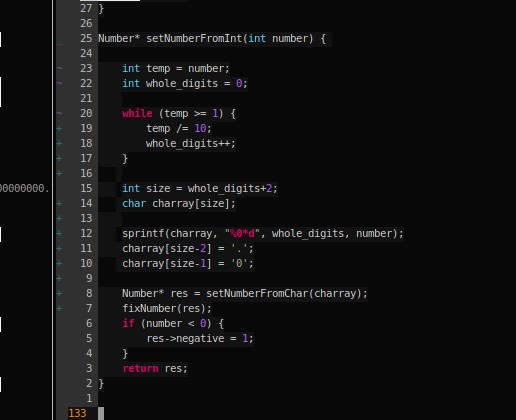 27 }
26
25 Number* setNumberFromInt(int number) {
24
~ 23     int temp = number;
~ 22     int whole_digits = 0;
21
~ 20     while (temp >= 1) {
+ 19         temp /= 10;
+ 18         whole_digits++;
+ 17     }
+ 16
00000000. 15     int size = whole_digits+2;
+ 14     char charray[size];
+ 13
+ 12     sprintf(charray, "%0*d", whole_digits, number);
+ 11     charray[size-2] = '.';
+ 10     charray[size-1] = '0';
+ 9
+ 8     Number* res = setNumberFromChar(charray);
+ 7     fixNumber(res);
6     if (number < 0) {
5         res->negative = 1;
4     }
3     return res;
2 }
1
133